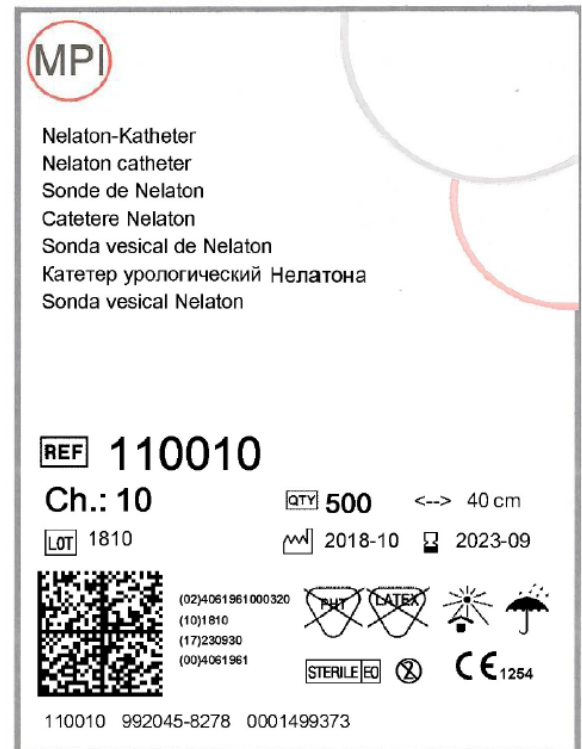 MPI
Nelaton-Katheter
Nelaton catheter
Sonde de Nelaton
Catetere Nelaton
Sonda vesical de Nelaton
Катетер урологический Нелатона
Sonda vesical Nelaton
REF 110010
Ch.: 10
QTY 500 <--> 40 cm
LOT 1810
2018-10 2023-09
(02)4061961000320
(10)1810
(17)230930
(00)4061961
PHT LATEX
STERILE EO 2 CE 1254
110010 992045-8278 0001499373